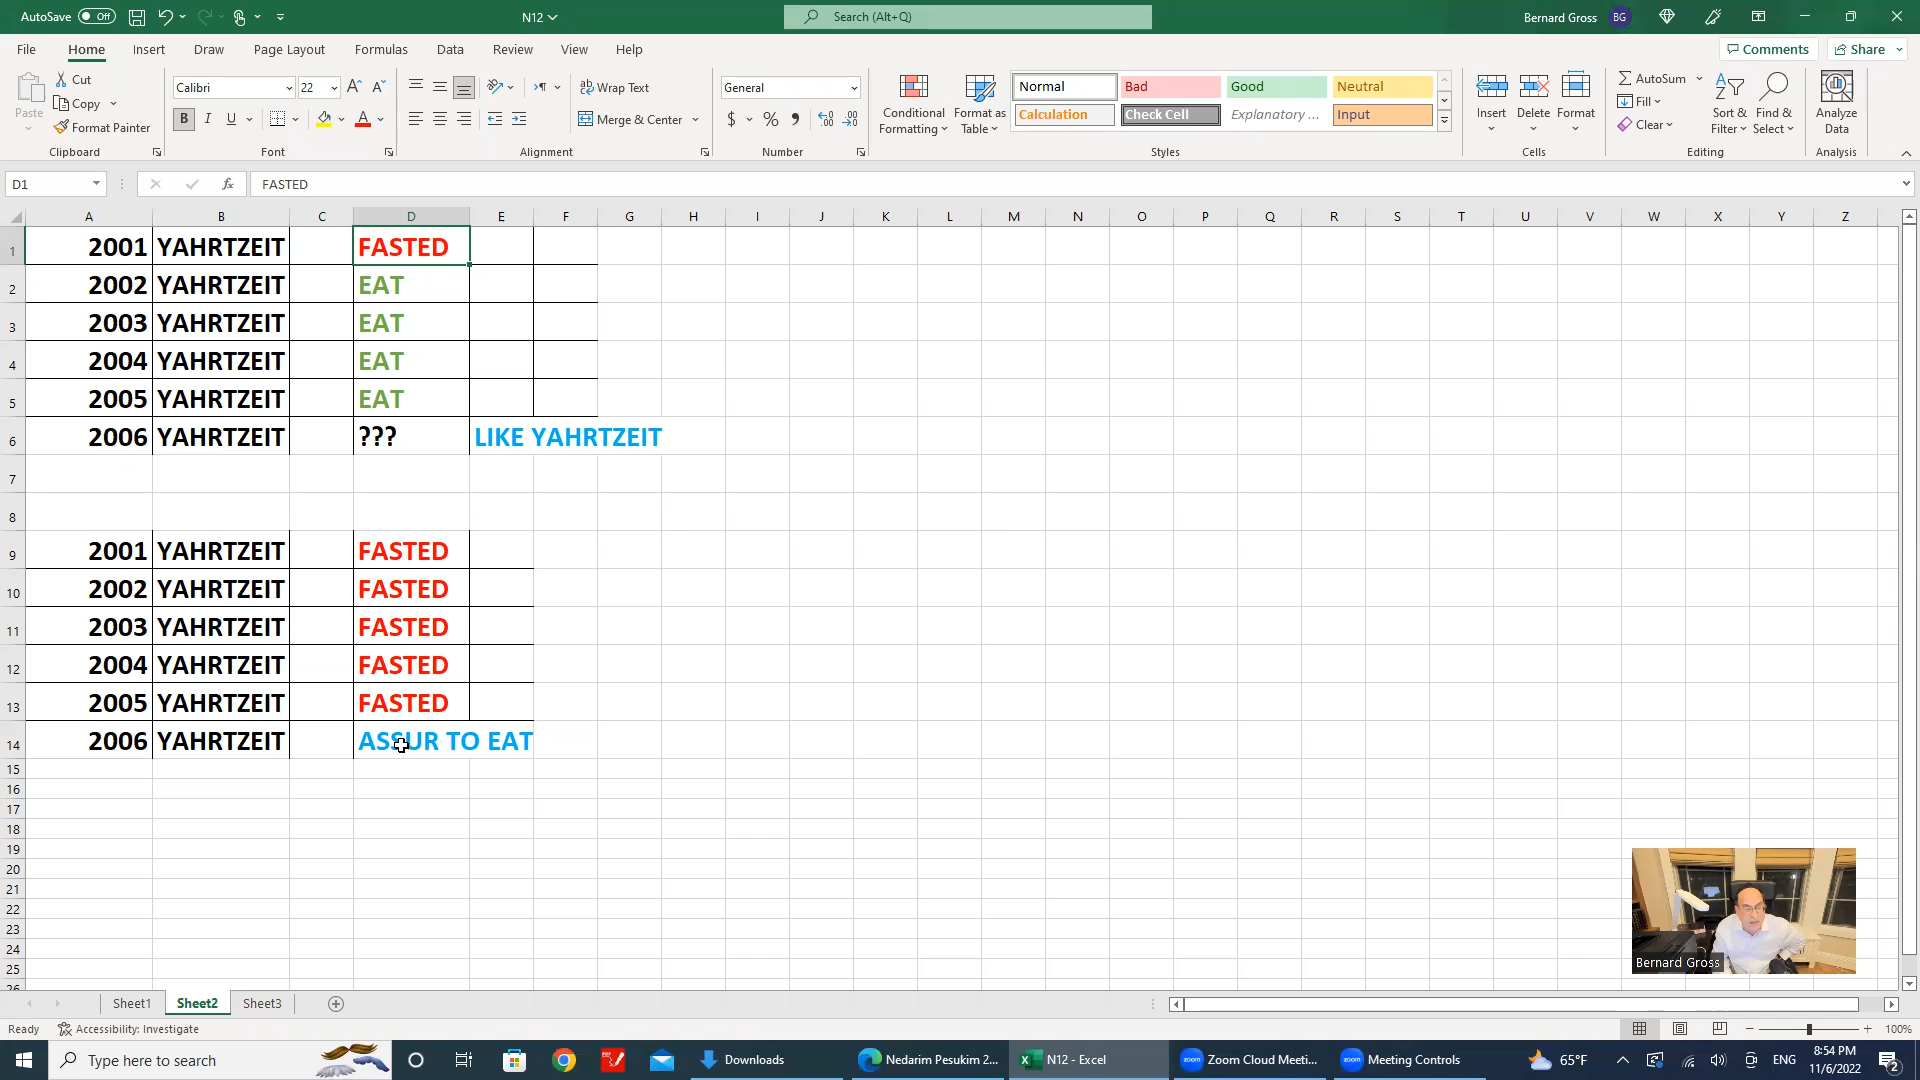 AutoSave Off N12 Search (Alt+Q) Bernard Gross BG
File Home Insert Draw Page Layout Formulas Data Review View Help Comments Share
Paste Cut Copy Format Painter Clipboard
Calibri 22 B I U A Font
Wrap Text Merge & Center Alignment
General $ % Number
Conditional Formatting Format as Table
Normal Bad Good Neutral
Calculation Check Cell Explanatory ... Input
Styles
Insert Delete Format Cells
AutoSum Fill Clear Sort & Filter Find & Select Editing
Analyze Data Analysis
D1 fx FASTED
A B C D E F G H I J K L M N O P Q R S T U V W X Y Z
1 2001 YAHRTZEIT FASTED
2 2002 YAHRTZEIT EAT
3 2003 YAHRTZEIT EAT
4 2004 YAHRTZEIT EAT
5 2005 YAHRTZEIT EAT
6 2006 YAHRTZEIT ??? LIKE YAHRTZEIT
7
8
9 2001 YAHRTZEIT FASTED
10 2002 YAHRTZEIT FASTED
11 2003 YAHRTZEIT FASTED
12 2004 YAHRTZEIT FASTED
13 2005 YAHRTZEIT FASTED
14 2006 YAHRTZEIT ASSUR TO EAT
15
16
17
18
19
20
21
22
23
24
25
26
Bernard Gross
Sheet1 Sheet2 Sheet3
Ready Accessibility: Investigate 100%
Type here to search Downloads Nedarim Pesukim 2... N12 - Excel zoom Zoom Cloud Meeti... zoom Meeting Controls 65°F ENG 8:54 PM
11/6/2022 2